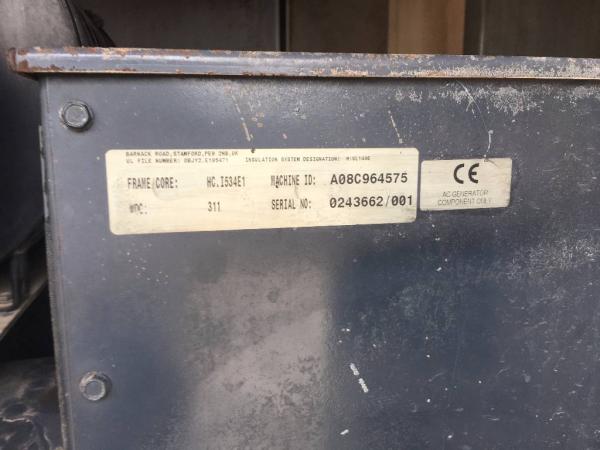 BARNACK ROAD,STAMFORD,PE9 2NB,UK
UL FILE NUMBER: OBJY2.E195471 INSULATION SYSTEM DESIGNATION:
FRAME/CORE: HC.I534E1 MACHINE ID: A08C964575
WDC: 311 SERIAL NO: 0243662/001
CE
AC GENERATOR
COMPONENT ONLY